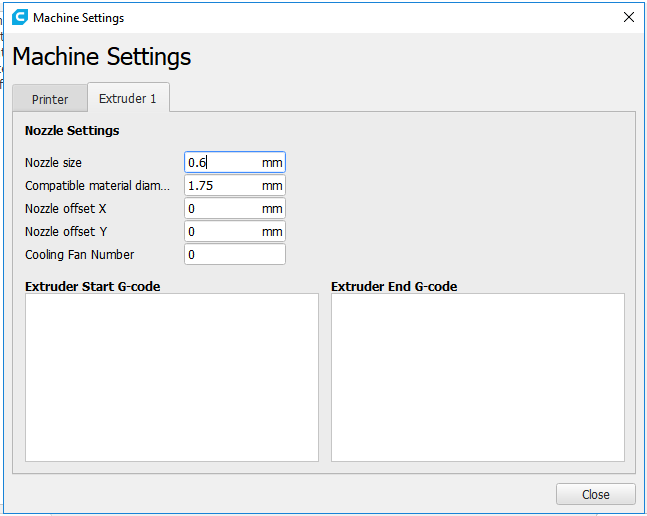 Machine Settings
Machine Settings
Printer
Extruder 1
Nozzle Settings
Nozzle size 0.6 mm
Compatible material diam... 1.75 mm
Nozzle offset X 0 mm
Nozzle offset Y 0 mm
Cooling Fan Number 0
Extruder Start G-code
Extruder End G-code
Close